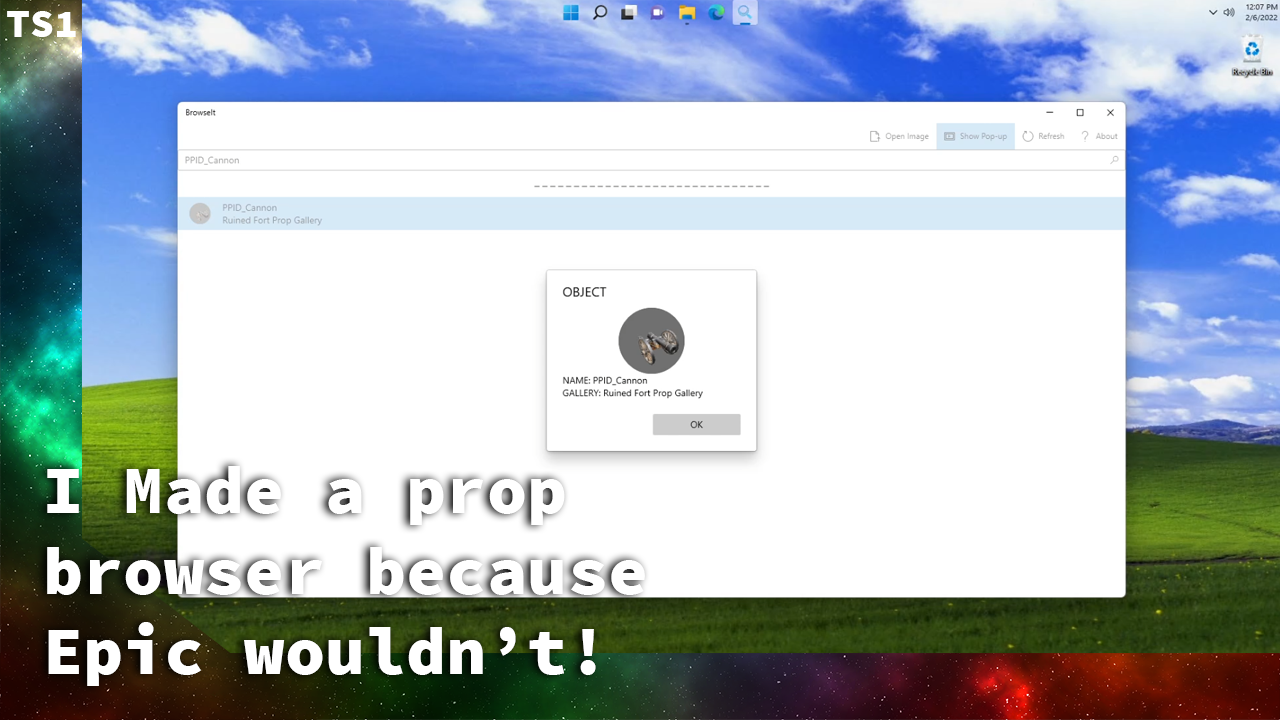 TS1
12:07 PM
2/6/2022
Recycle Bin
BrowseIt
Open Image
Show Pop-up
Refresh
? About
PPID_Cannon
------------------------------
PPID_Cannon
Ruined Fort Prop Gallery
OBJECT
NAME: PPID_Cannon
GALLERY: Ruined Fort Prop Gallery
OK
I Made a prop
browser because
Epic wouldn’t!